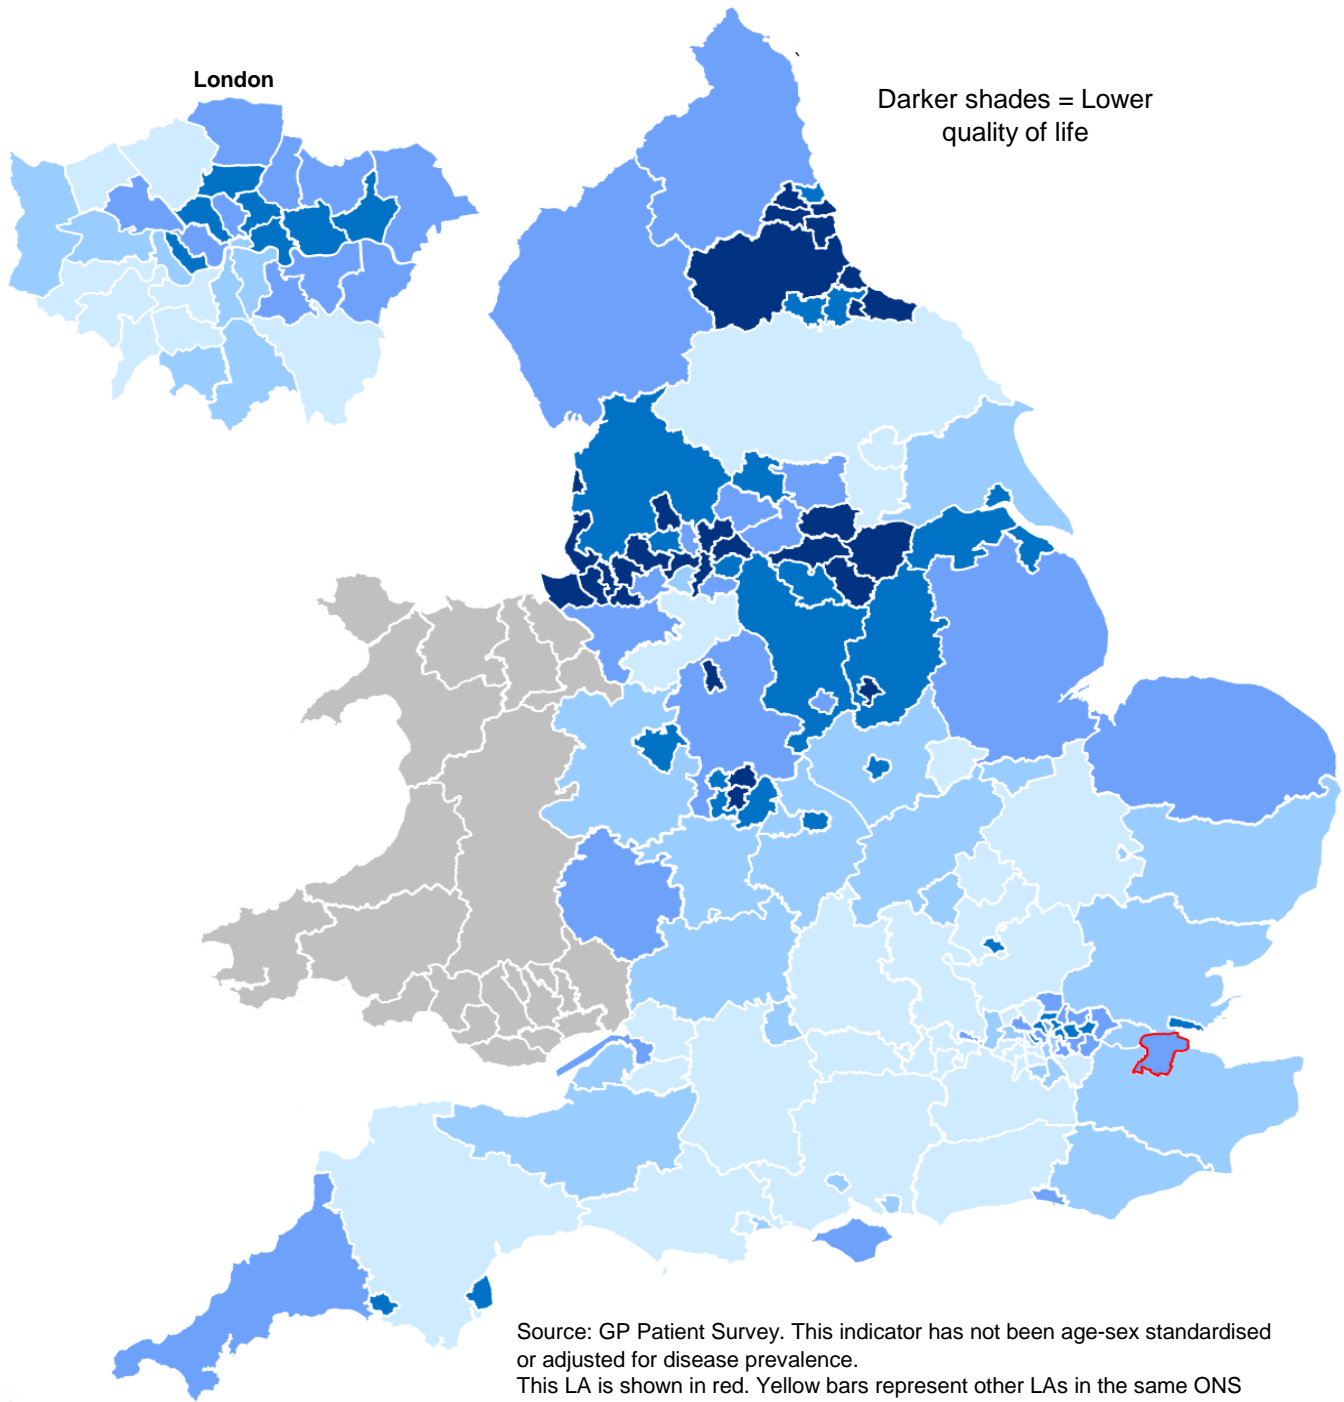 London
Darker shades = Lower
quality of life
Source: GP Patient Survey. This indicator has not been age-sex standardised
or adjusted for disease prevalence.
This LA is shown in red. Yellow bars represent other LAs in the same ONS